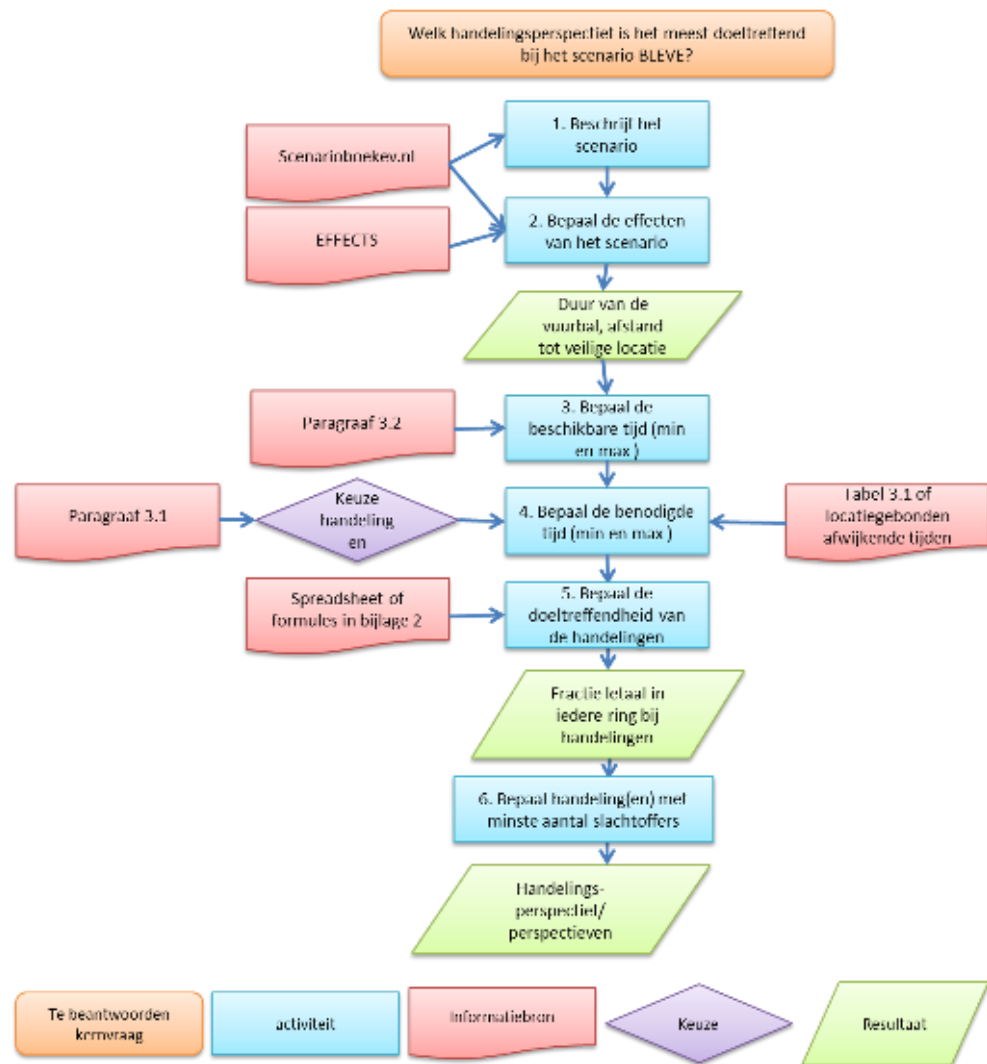 Welk handelingsperspectief is het meest doeltreffend
bij het scenario BLEVE?
1. Beschrijf het
scenario
Scenarioboekev.nl
2. Bepaal de effecten
van het scenario
EFFECTS
Duur van de
vuurbal, afstand
tot veilige locatie
3. Bepaal de
beschikbare tijd (min
en max )
Paragraaf 3.2
Paragraaf 3.1
Keuze
handeling
en
4. Bepaal de benodigde
tijd (min en max )
Tabel 3.1 of
locatiegebonden
afwijkende tijden
Spreadsheet of
formules in bijlage 2
5. Bepaal de
doeltreffendheid van
de handelingen
Fractie letaal in
iedere ring bij
handelingen
6. Bepaal handeling(en) met
minste aantal slachtoffers
Handelings-
perspectief/
perspectieven
Te beantwoorden
kernvraag
activiteit
Informatiebron
Keuze
Resultaat